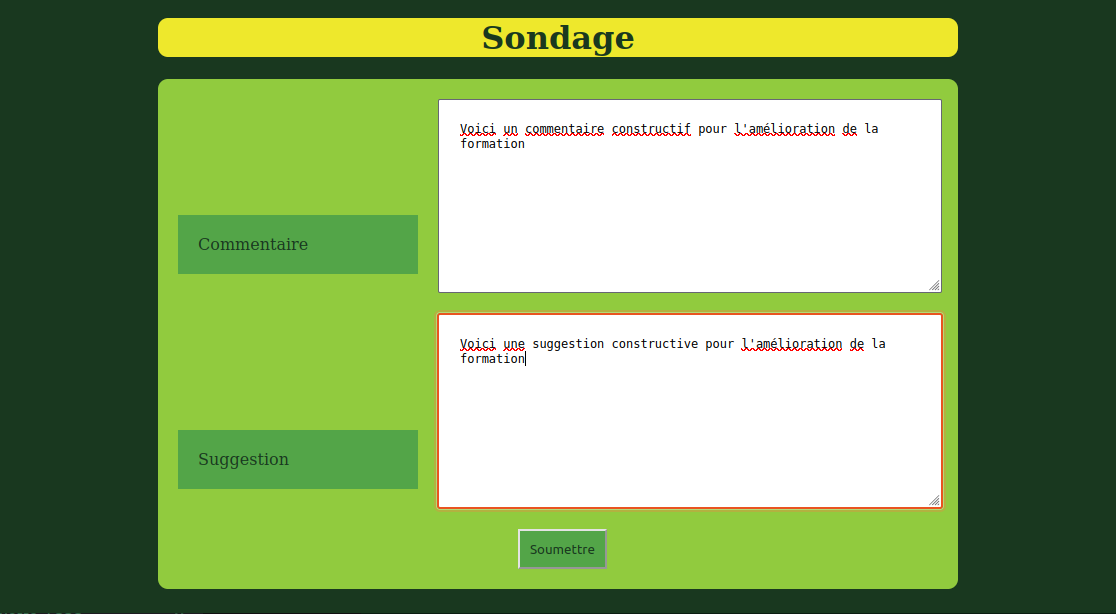 Sondage
Voici un commentaire constructif pour l'amélioration de la
formation
Commentaire
Voici une suggestion constructive pour l'amélioration de la
formation
Suggestion
Soumettre